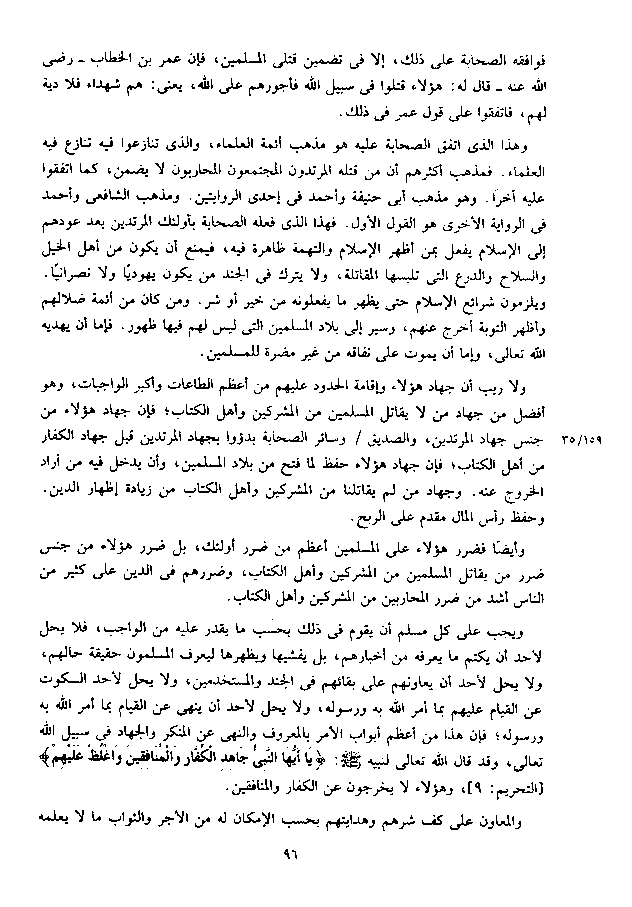 فوافقه الصحابة على ذلك، إلا فى تضمين قتلى المسلمين، فإن عمر بن الخطاب ـ رضى
الله عنه ـ قال له: هؤلاء قتلوا فى سبيل الله فأجورهم على الله، يعنى: هم شهداء فلا دية
لهم، فاتفقوا على قول عمر فى ذلك.
وهذا الذى اتفق الصحابة عليه هو مذهب أئمة العلماء، والذى تنازعوا فيه تنازع فيه
العلماء. فمذهب أكثرهم أن من قتله المرتدون المجتمعون المحاربون لا يضمن، كما اتفقوا
عليه آخرًا. وهو مذهب أبى حنيفة وأحمد فى إحدى الروايتين. ومذهب الشافعى وأحمد
فى الرواية الأخرى هو القول الأول. فهذا الذى فعله الصحابة بأولئك المرتدين بعد عودهم
إلى الإسلام يفعل بمن أظهر الإسلام والتهمة ظاهرة فيه، فيمنع أن يكون من أهل الخيل
والسلاح والدرع التى تلبسها المقاتلة، ولا يترك فى الجند من يكون يهوديًا ولا نصرانيًا.
ويلزمون شرائع الإسلام حتى يظهر ما يفعلونه من خير أو شر. ومن كان من أئمة ضلالهم
وأظهر التوبة أخرج عنهم، وسير إلى بلاد المسلمين التى ليس لهم فيها ظهور. فإما أن يهديه
الله تعالى، وإما أن يموت على نفاقه من غير مضرة للمسلمين.
ولا ريب أن جهاد هؤلاء وإقامة الحدود عليهم من أعظم الطاعات وأكبر الواجبات، وهو
أفضل من جهاد من لا يقاتل المسلمين من المشركين وأهل الكتاب؛ فإن جهاد هؤلاء من
٣٥/١٥٩ جنس جهاد المرتدين، والصديق / وسائر الصحابة بدؤوا بجهاد المرتدين قبل جهاد الكفار
من أهل الكتاب؛ فإن جهاد هؤلاء حفظ لما فتح من بلاد المسلمين، وأن يدخل فيه من أراد
الخروج عنه. وجهاد من لم يقاتلنا من المشركين وأهل الكتاب من زيادة إظهار الدين.
وحفظ رأس المال مقدم على الربح.
وأيضًا فضرر هؤلاء على المسلمين أعظم من ضرر أولئك، بل ضرر هؤلاء من جنس
ضرر من يقاتل المسلمين من المشركين وأهل الكتاب، وضررهم فى الدين على كثير من
الناس أشد من ضرر المحاربين من المشركين وأهل الكتاب.
ويجب على كل مسلم أن يقوم فى ذلك بحسب ما يقدر عليه من الواجب، فلا يحل
لأحد أن يكتم ما يعرفه من أخبارهم، بل يفشيها ويظهرها ليعرف المسلمون حقيقة حالهم،
ولا يحل لأحد أن يعاونهم على بقائهم فى الجند والمستخدمين، ولا يحل لأحد السكوت
عن القيام عليهم بما أمر الله به ورسوله، ولا يحل لأحد أن ينهى عن القيام بما أمر الله به
ورسوله؛ فإن هذا من أعظم أبواب الأمر بالمعروف والنهى عن المنكر والجهاد فى سبيل الله
تعالى، وقد قال الله تعالى لنبيه ﷺ: ﴿يَا أَيُّهَا النَّبِيُّ جَاهِدِ الْكُفَّارَ وَالْمُنَافِقِينَ وَاغْلُظْ عَلَيْهِمْ﴾
[التحريم: ٩]، وهؤلاء لا يخرجون عن الكفار والمنافقين.
والمعاون على كف شرهم وهدايتهم بحسب الإمكان له من الأجر والثواب ما لا يعلمه
٩٦